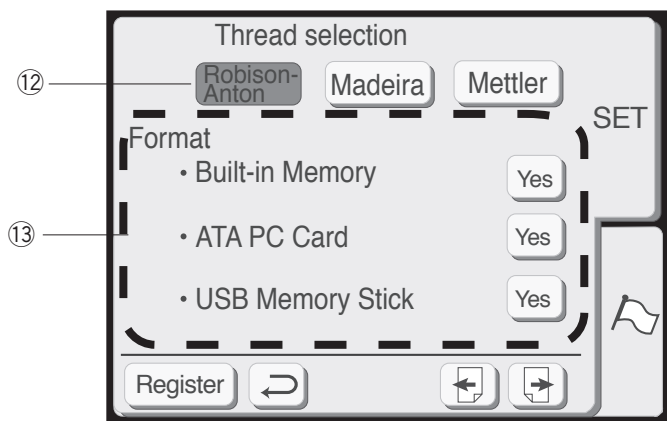 Thread selection
⑫
Robison-
Anton
Madeira
Mettler
SET
Format
• Built-in Memory
Yes
⑬
• ATA PC Card
Yes
• USB Memory Stick
Yes
Register